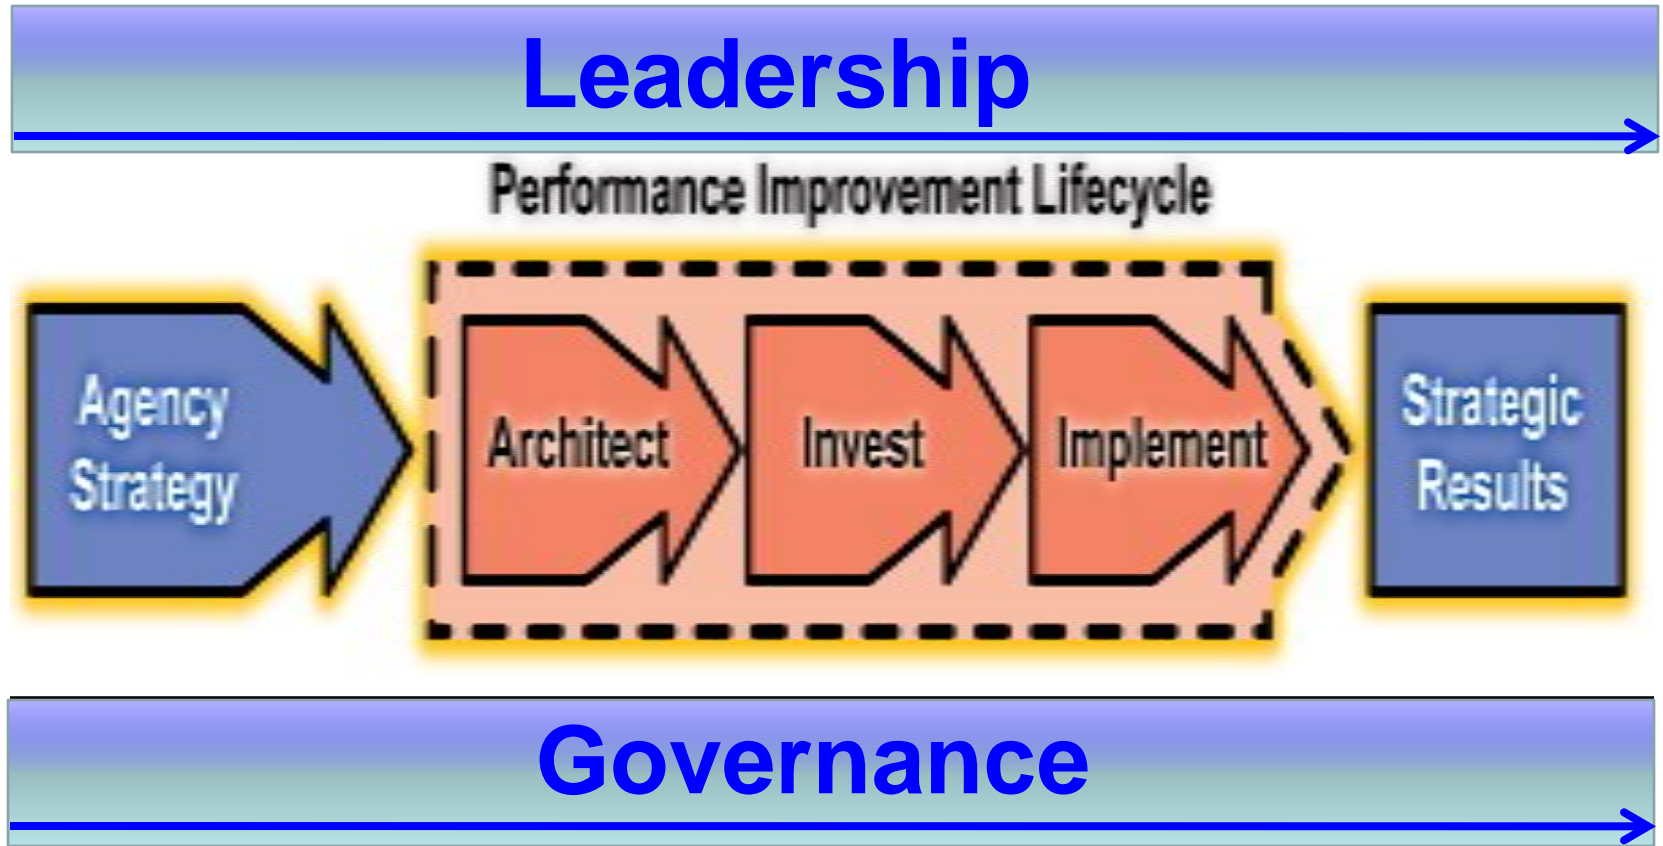 Leadership
Performance Improvement Lifecycle
Agency
Strategy
Architect
Invest
Implement
Strategic
Results
Governance